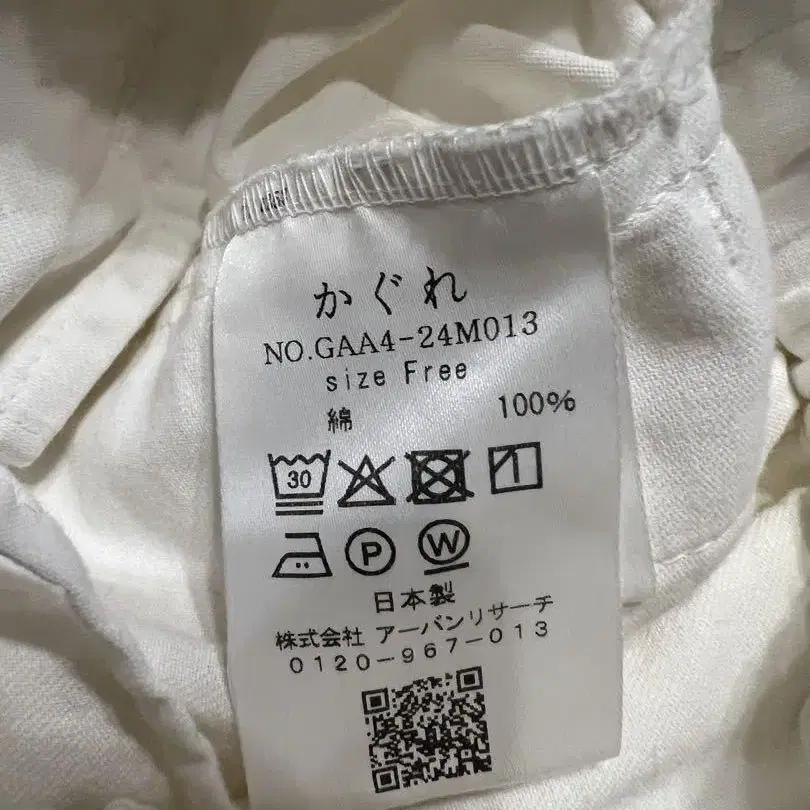 かぐれ
NO.GAA4-24M013
size Free
綿 100%
30
P W
日本製
株式会社 アーバンリサーチ
0120-967-013